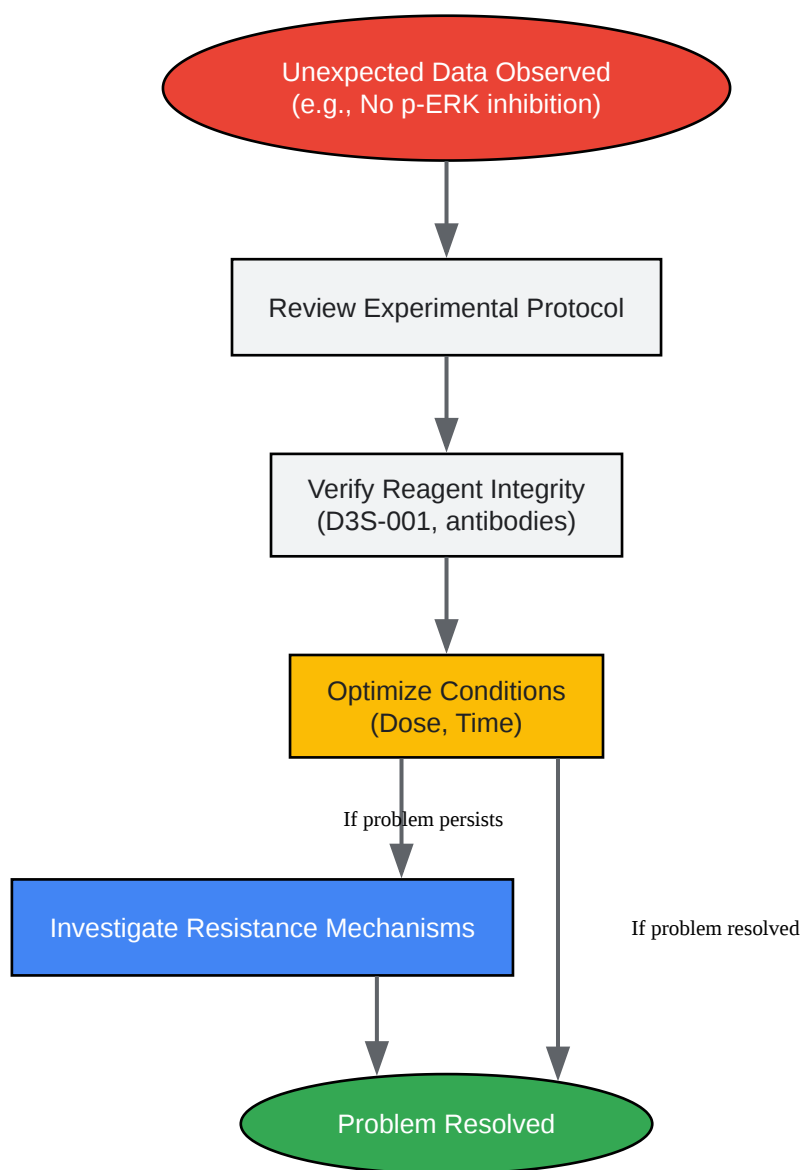 Unexpected Data Observed
(e.g., No p-ERK inhibition)
Review Experimental Protocol
Verify Reagent Integrity
(D3S-001, antibodies)
Optimize Conditions
(Dose, Time)
If problem persists
Investigate Resistance Mechanisms
If problem resolved
Problem Resolved